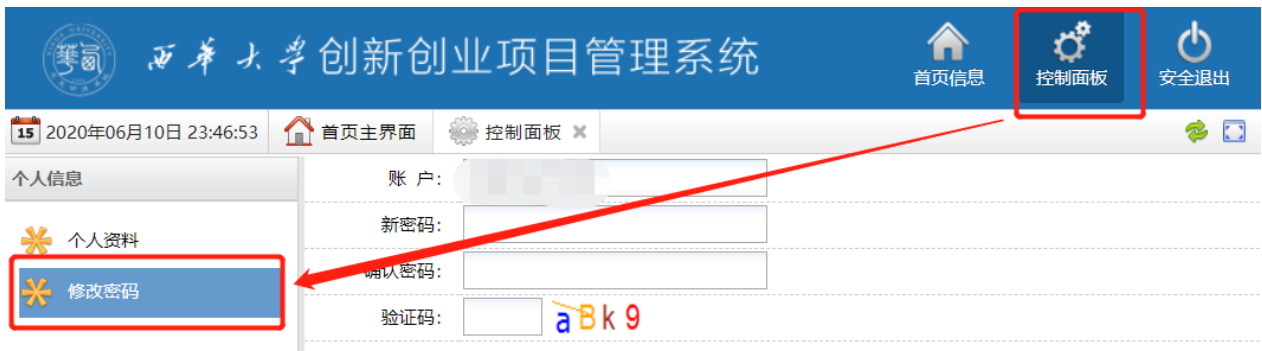 西华大学创新创业项目管理系统
首页信息
控制面板
安全退出
15 2020年06月10日 23:46:53 首页主界面 控制面板
个人信息
账 户:
新密码:
个人资料
确认密码:
修改密码
验证码: aBk9